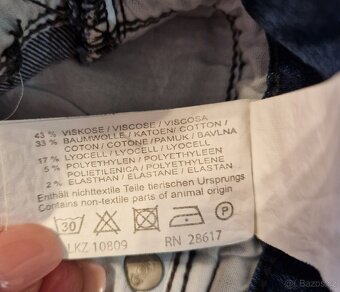 43 % VISKOSE / VISCOSE / VISCOSA
33 % BAUMWOLLE / KATOEN / COTTON /
COTON / COTONE / PAMUK / BAVLNA
17 % LYOCELL / LYOCELL / LYOCELL
5 % POLYETHYLEN / POLYETHYLEEN
POLIETILENICA / POLYETHYLENE
2 % ELASTHAN / ELASTANE / ELASTAN
Enthält nichttextile Teile tierischen Ursprungs
Contains non-textile parts of animal origin
30 P
LKZ 10809 RN 28617